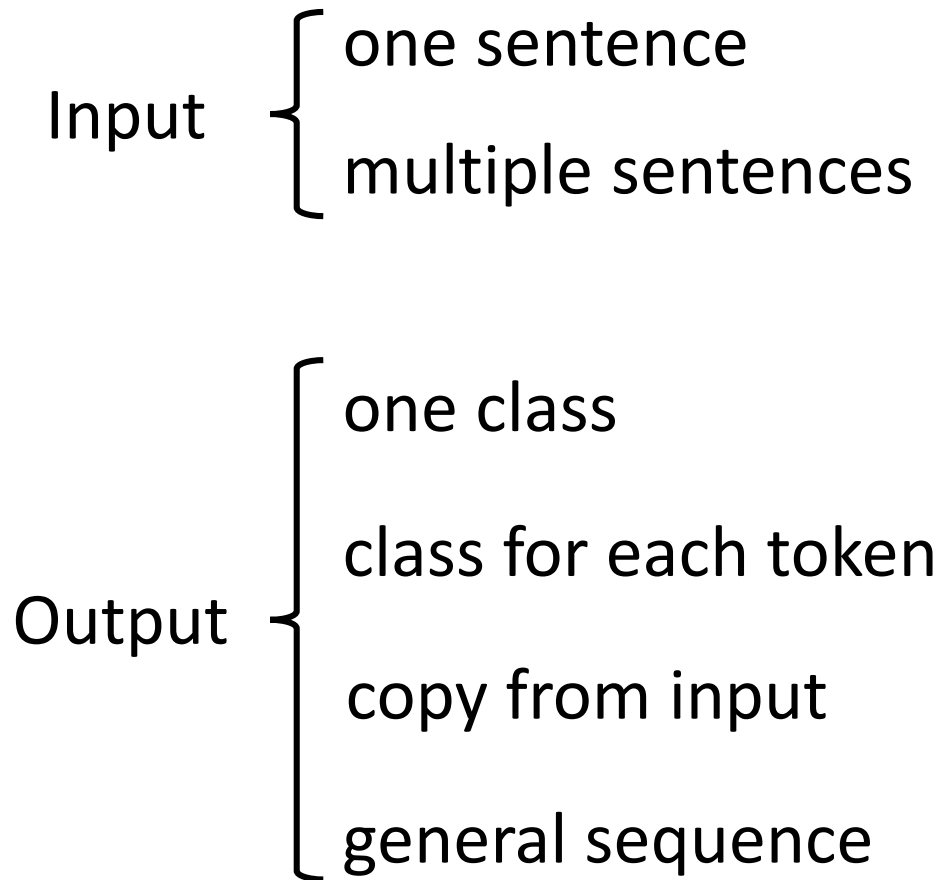 Input
one sentence
multiple sentences
Output
one class
class for each token
copy from input
general sequence